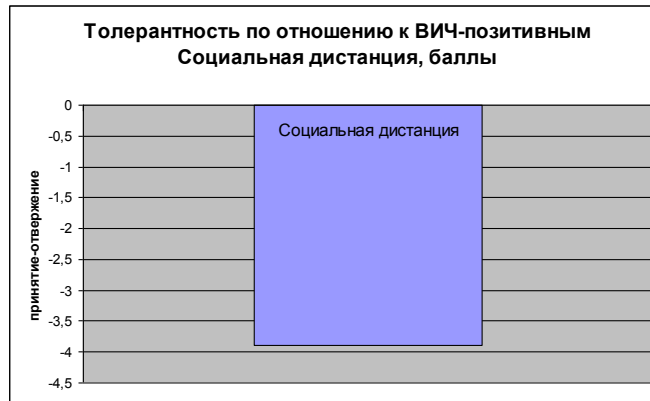 Толерантность по отношению к ВИЧ-позитивным
Социальная дистанция, баллы
принятие-отвержение
0
-0,5
-1
-1,5
-2
-2,5
-3
-3,5
-4
-4,5
Социальная дистанция